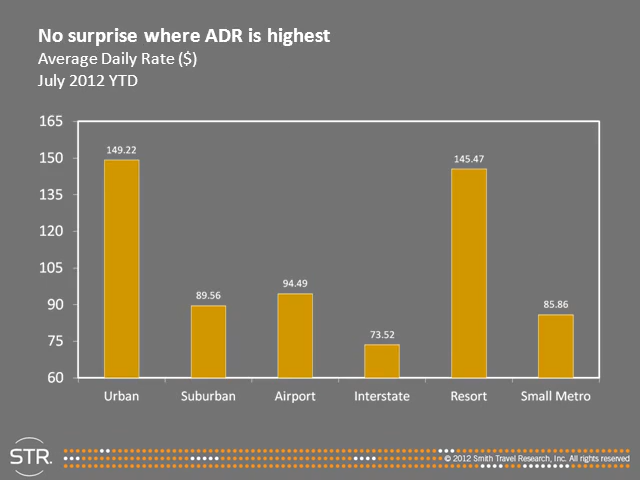 No surprise where ADR is highest
Average Daily Rate ($)
July 2012 YTD
165
150
135
120
105
90
75
60
149.22
89.56
94.49
73.52
145.47
85.86
Urban
Suburban
Airport
Interstate
Resort
Small Metro
STR.
© 2012 Smith Travel Research, Inc. All rights reserved